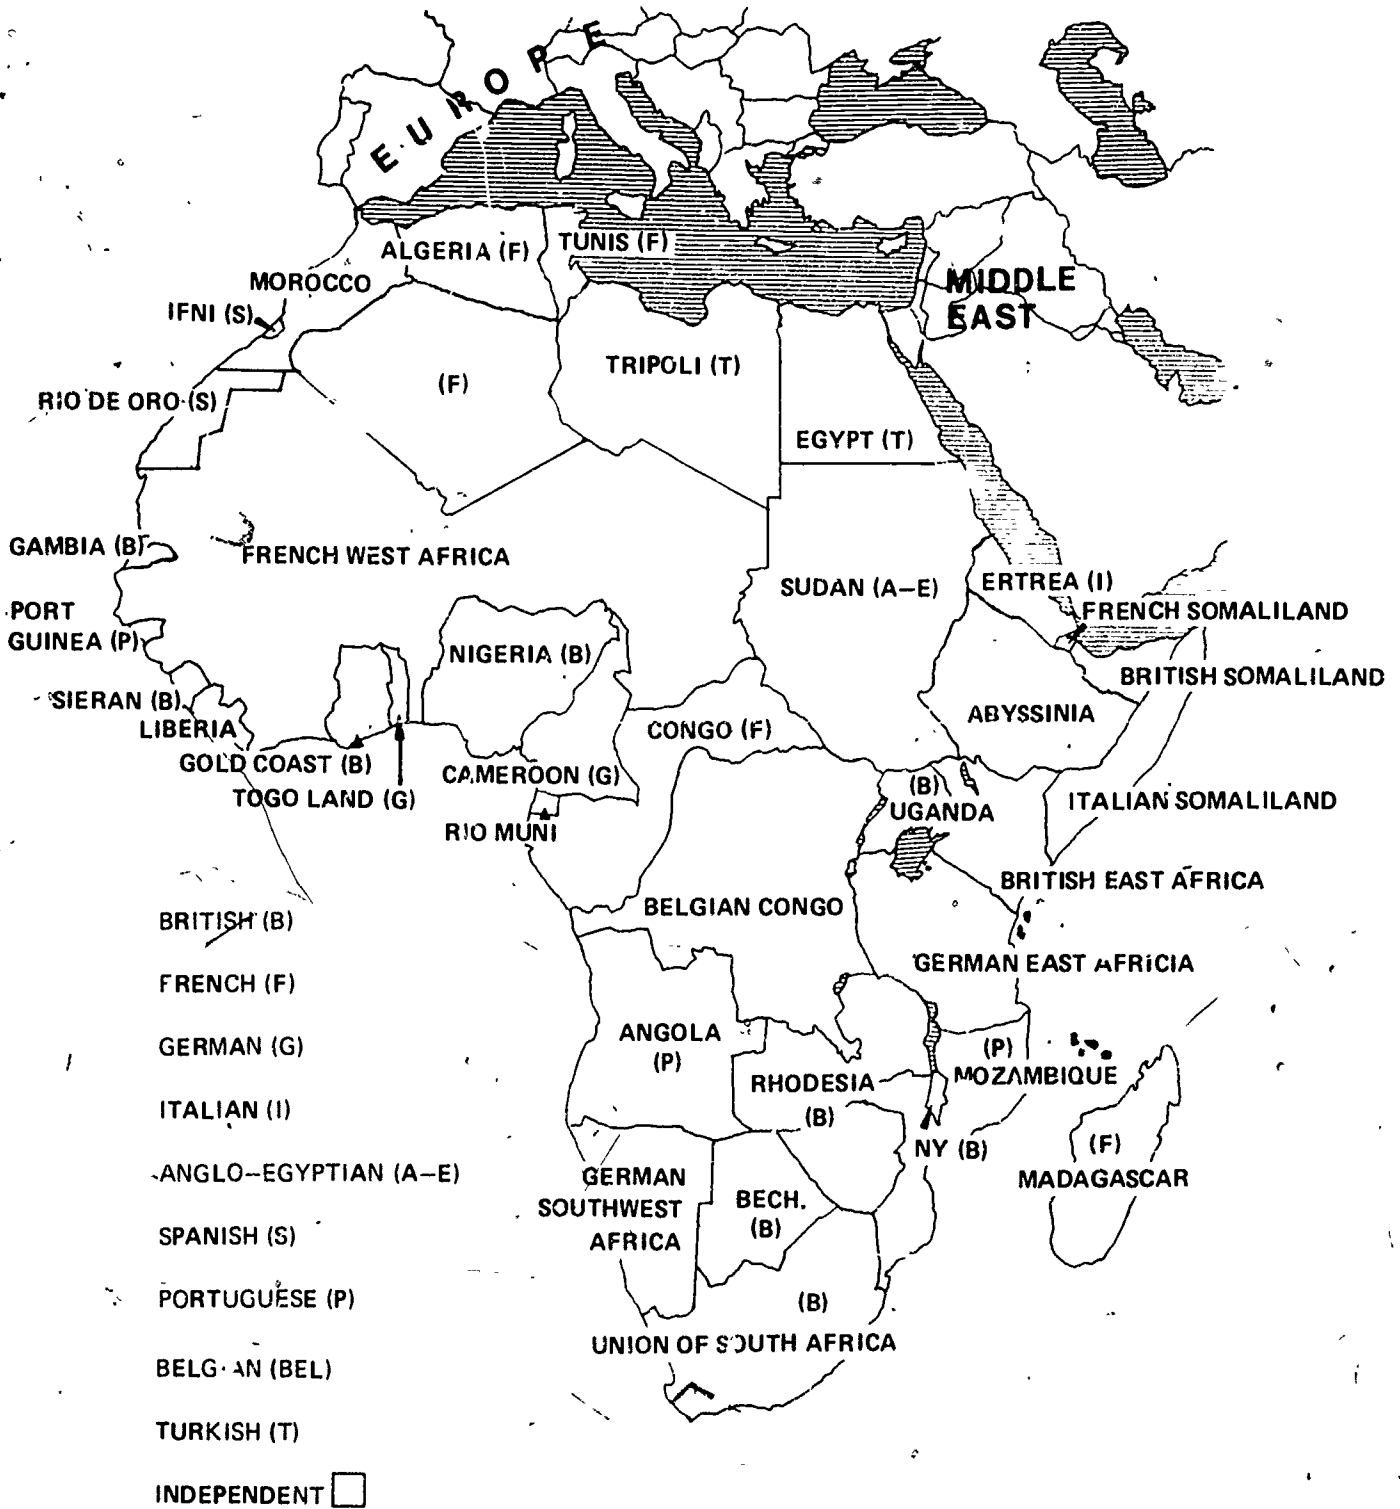 EUROPE
ALGERIA (F)
TUNIS (F)
MOROCCO
MIDDLE
EAST
IFNI (S)
TRIPOLI (T)
(F)
RIO DE ORO (S)
EGYPT (T)
GAMBIA (B)
FRENCH WEST AFRICA
SUDAN (A-E)
ERTREA (I)
PORT
GUINEA (P)
FRENCH SOMALILAND
NIGERIA (B)
BRITISH SOMALILAND
SIERAN (B)
LIBERIA
ABYSSINIA
CONGO (F)
GOLD COAST (B)
CAMEROON (G)
(B)
UGANDA
TOGO LAND (G)
ITALIAN SOMALILAND
RIO MUNI
BRITISH EAST AFRICA
BELGIAN CONGO
GERMAN EAST AFRICIA
ANGOLA
(P)
(P)
MOZAMBIQUE
RHODESIA
(B)
NY (B)
(F)
MADAGASCAR
GERMAN
SOUTHWEST
AFRICA
BECH.
(B)
(B)
UNION OF SOUTH AFRICA
BRITISH (B)
FRENCH (F)
GERMAN (G)
ITALIAN (I)
ANGLO-EGYPTIAN (A-E)
SPANISH (S)
PORTUGUESE (P)
BELGIAN (BEL)
TURKISH (T)
INDEPENDENT